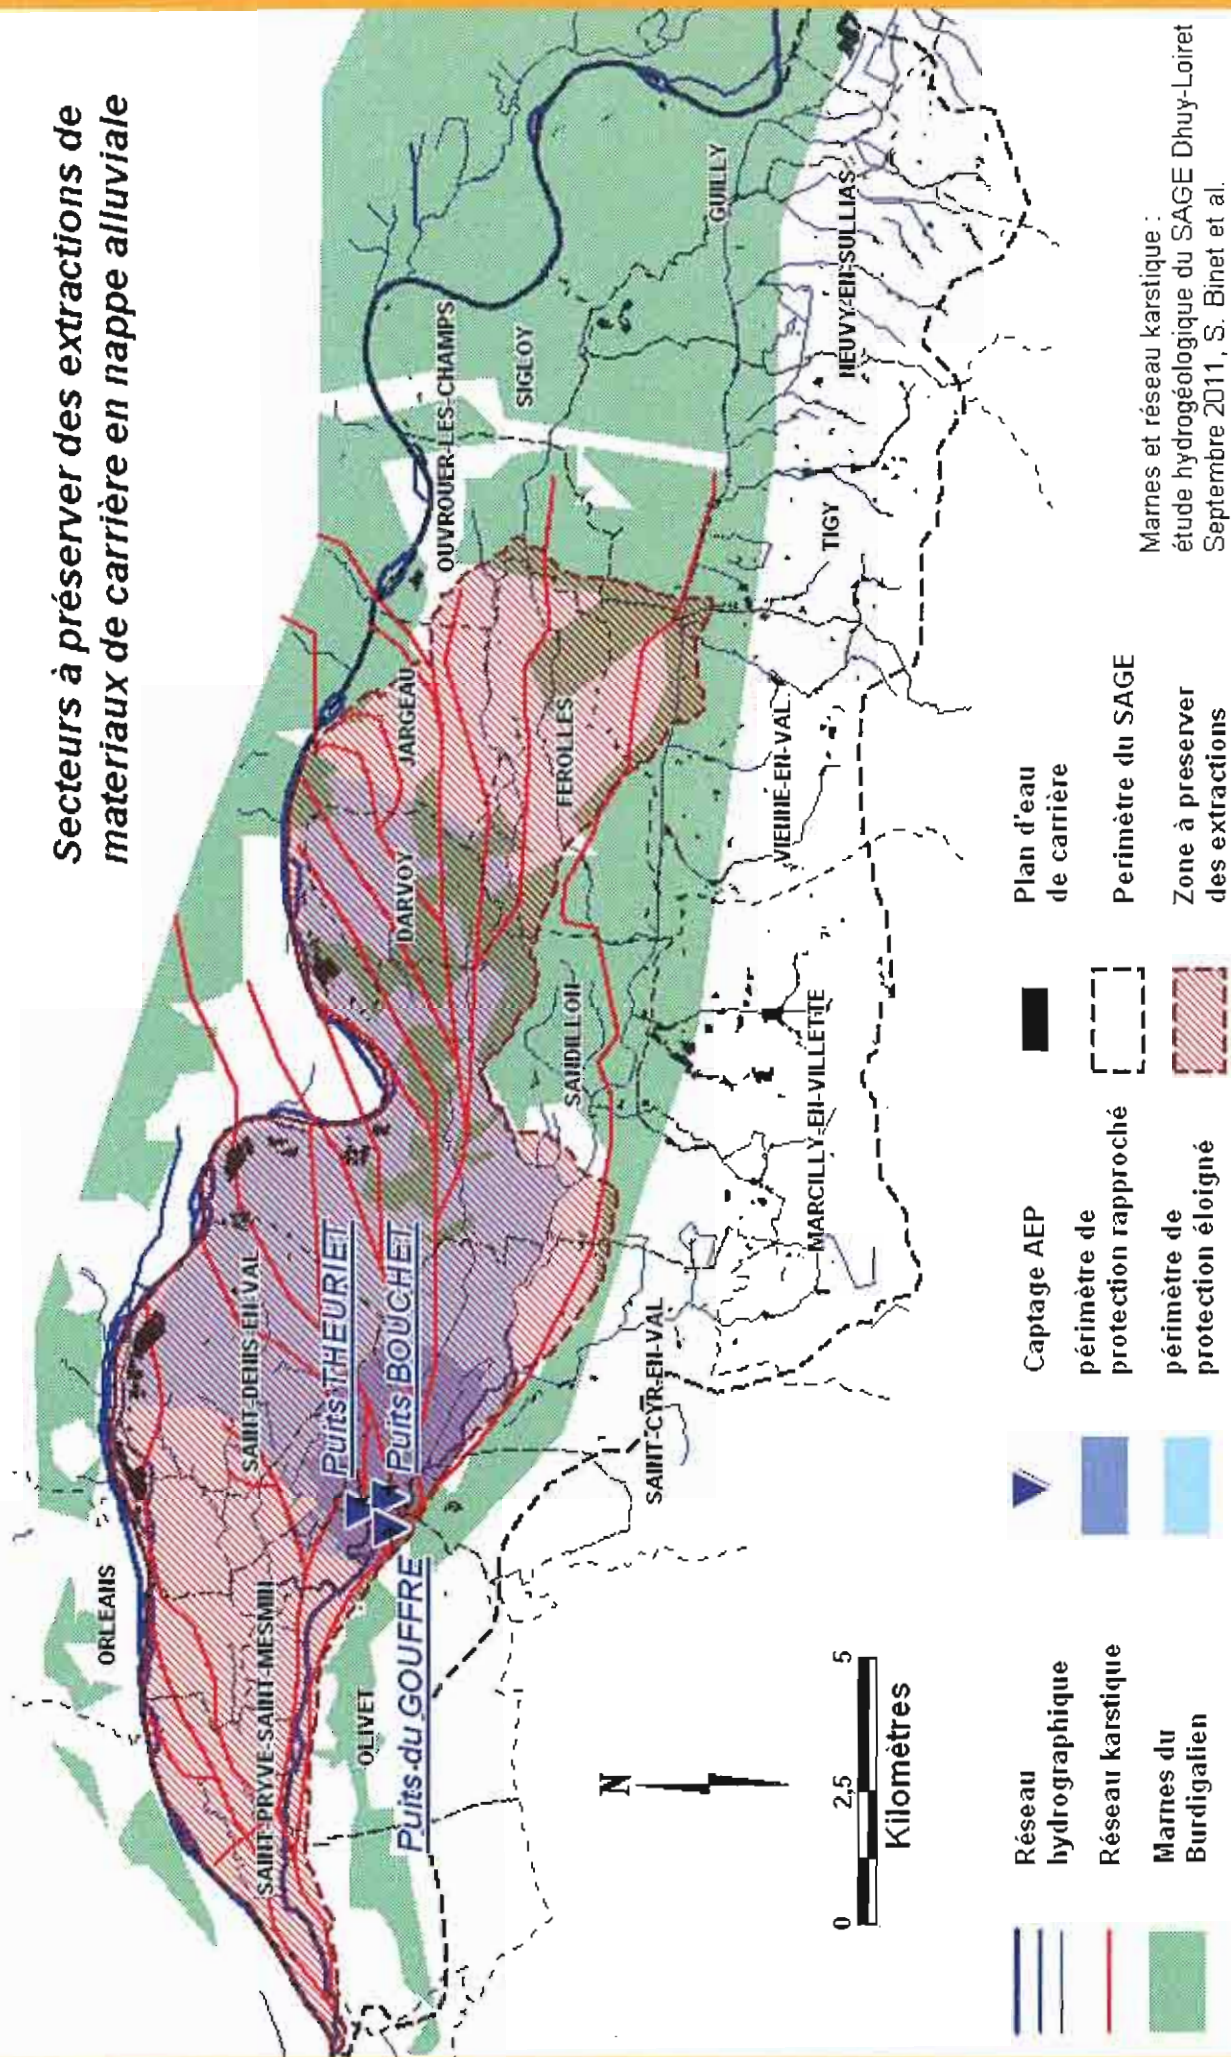 Secteurs à préserver des extractions de
materiaux de carrière en nappe alluviale
ORLEANS
SAINT-PRYVE-SAINT-MESMIN
OLIVET
SAINT-DENIS-EN-VAL
Puits THEURIET
Puits BOUCHET
Puits du GOUFFRE
SAINT-CYR-EN-VAL
SANDILLON
MARCILLY-EN-VILLETTE
DARVOY
JARGEAU
FEROLLES
VIENNE-EN-VAL
TIGY
OUVROUER-LES-CHAMPS
SIGLOY
GUILLY
NEUVY-EN-SULLIAS
N
0 2,5 5
Kilomètres
Réseau
hydrographique
Réseau karstique
Marnes du
Burdigalien
Captage AEP
périmètre de
protection rapproché
périmètre de
protection éloigné
Plan d'eau
de carrière
Perimètre du SAGE
Zone à preserver
des extractions
Marnes et réseau karstique :
étude hydrogéologique du SAGE Dhuy-Loiret
Septembre 2011, S. Binet et al.